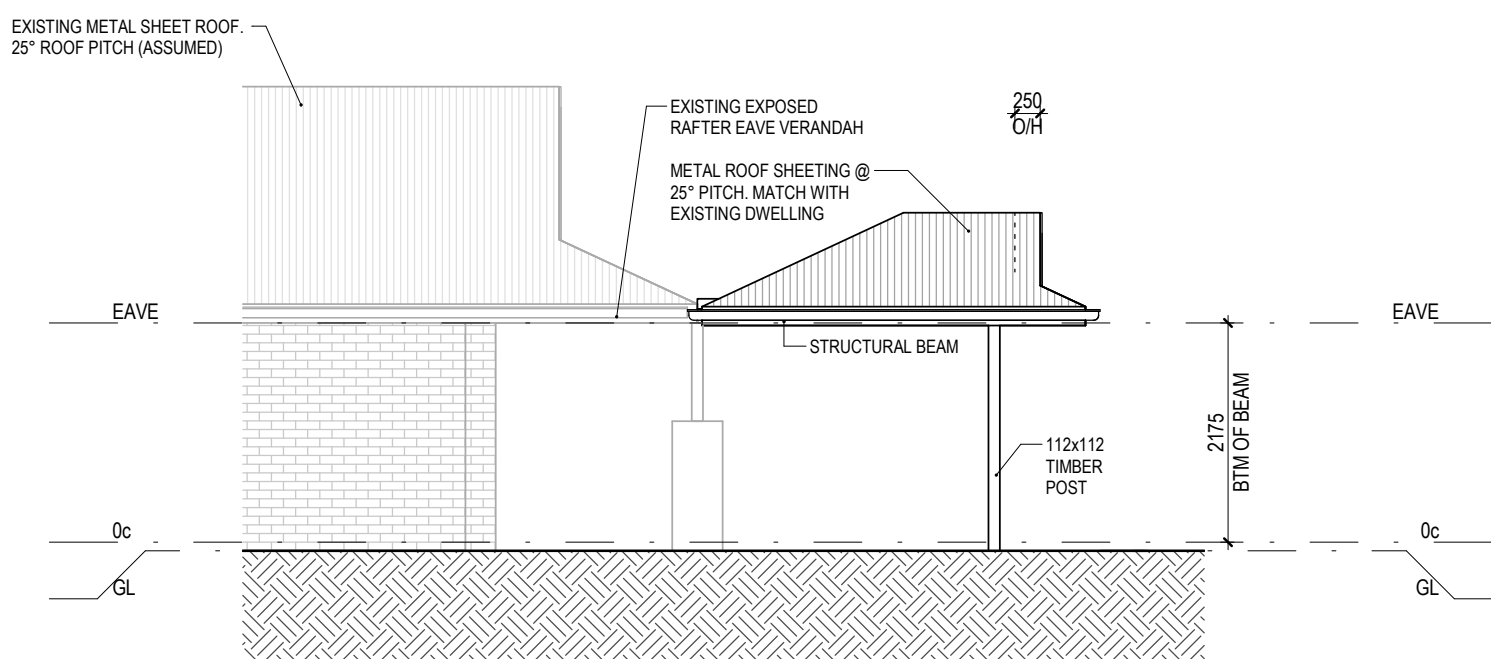 EXISTING METAL SHEET ROOF.
25° ROOF PITCH (ASSUMED)
EXISTING EXPOSED
RAFTER EAVE VERANDAH
250
O/H
METAL ROOF SHEETING @
25° PITCH. MATCH WITH
EXISTING DWELLING
EAVE
EAVE
STRUCTURAL BEAM
2175
BTM OF BEAM
112x112
TIMBER
POST
0c
0c
GL
GL